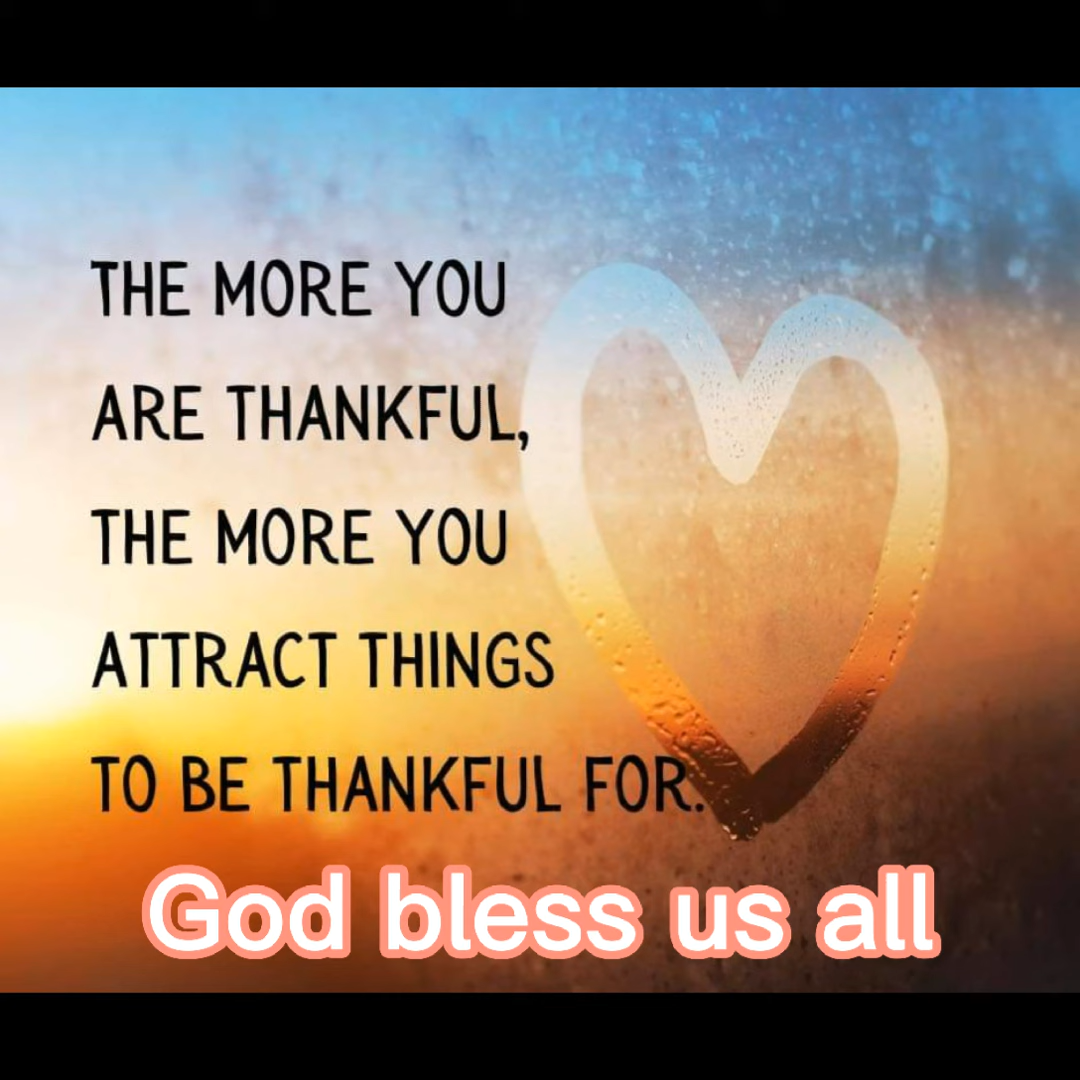 THE MORE YOU
ARE THANKFUL,
THE MORE YOU
ATTRACT THINGS
TO BE THANKFUL FOR.
God bless us all